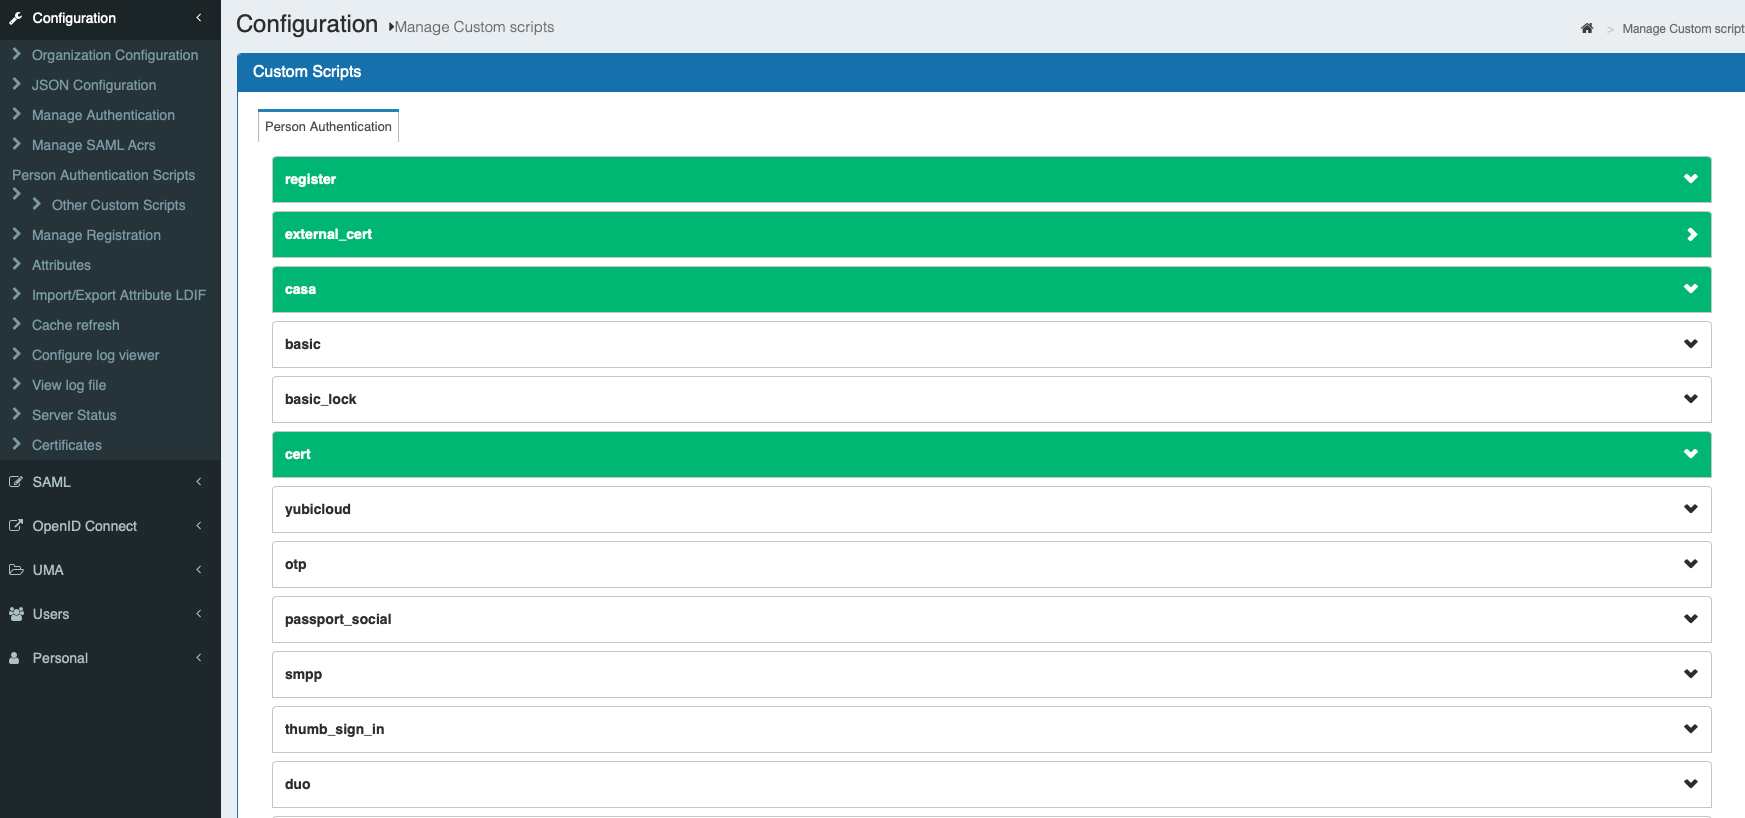 Configuration
Organization Configuration
JSON Configuration
Manage Authentication
Manage SAML Acrs
Person Authentication Scripts
Other Custom Scripts
Manage Registration
Attributes
Import/Export Attribute LDIF
Cache refresh
Configure log viewer
View log file
Server Status
Certificates
SAML
OpenID Connect
UMA
Users
Personal
Configuration Manage Custom scripts
> Manage Custom script
Custom Scripts
Person Authentication
register
external_cert
casa
basic
basic_lock
cert
yubicloud
otp
passport_social
smpp
thumb_sign_in
duo